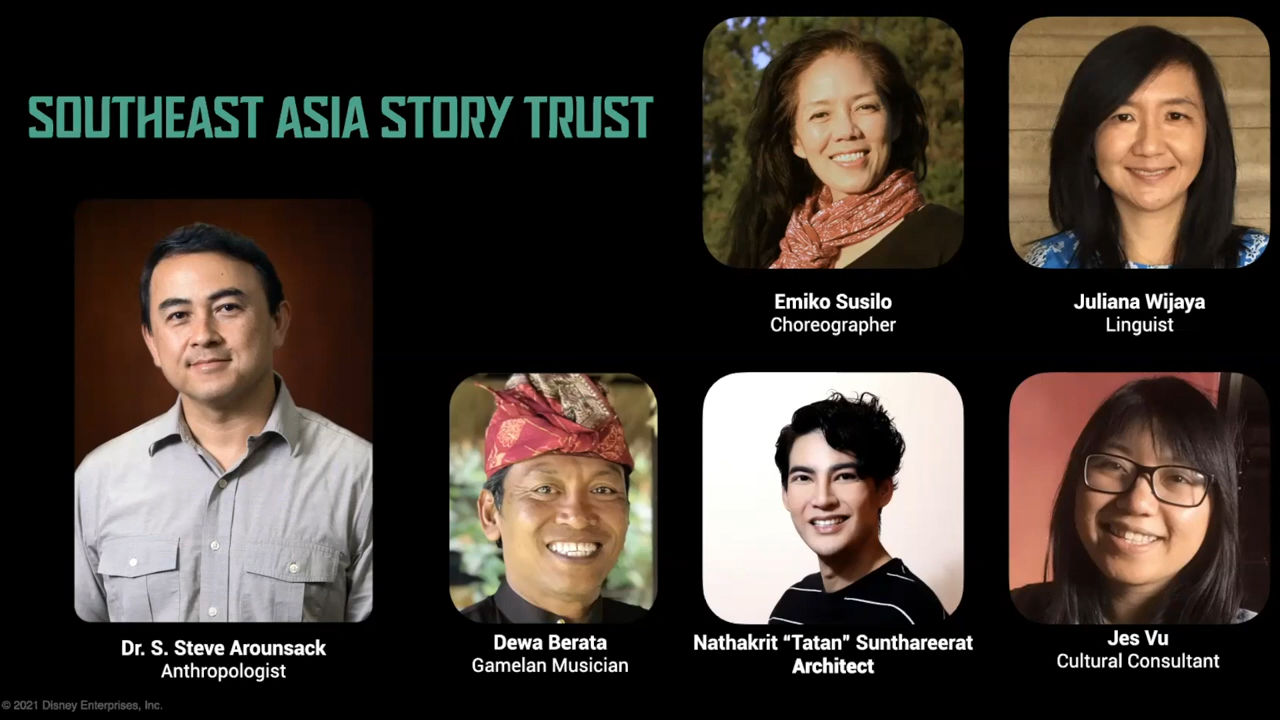 SOUTHEAST ASIA STORY TRUST
Emiko Susilo
Choreographer
Juliana Wijaya
Linguist
Dr. S. Steve Arounsack
Anthropologist
Dewa Berata
Gamelan Musician
Nathakrit “Tatan” Sunthareerat
Architect
Jes Vu
Cultural Consultant
© 2021 Disney Enterprises, Inc.